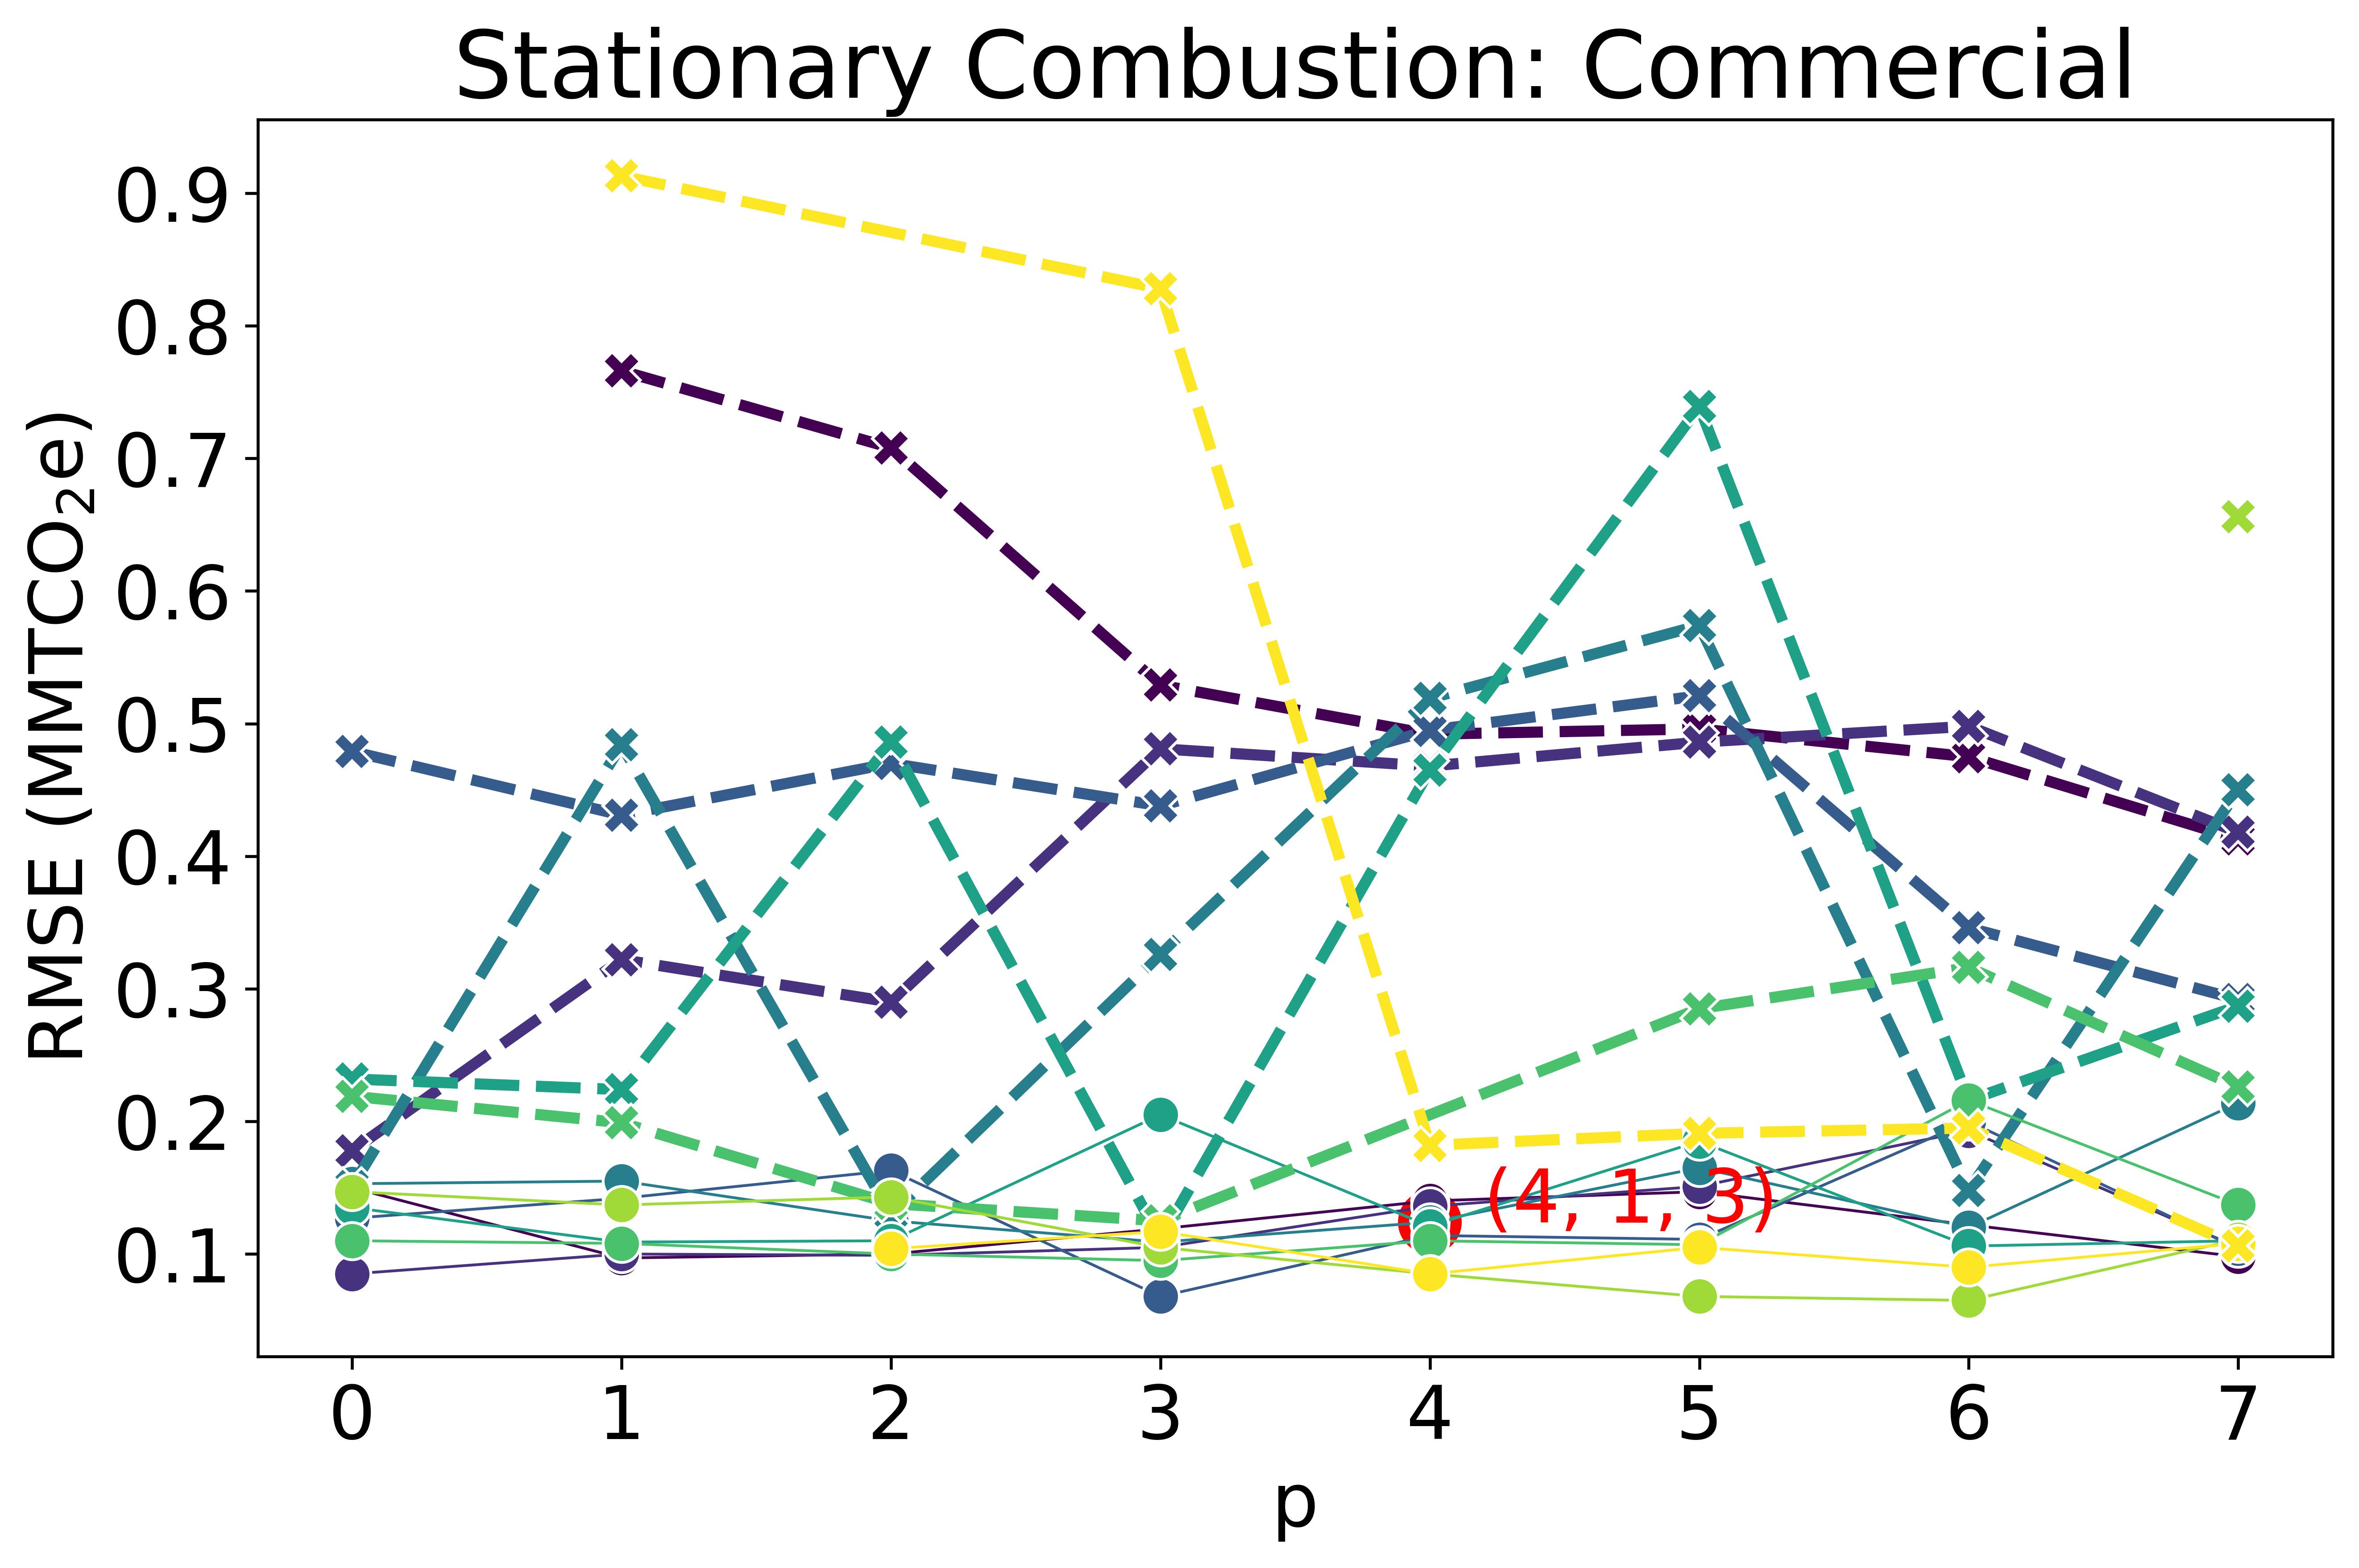 Stationary Combustion: Commercial
RMSE (MMTCO₂e)
0.9
0.8
0.7
0.6
0.5
0.4
0.3
0.2
0.1
(4, 1, 3)
0 1 2 3 4 5 6 7
p